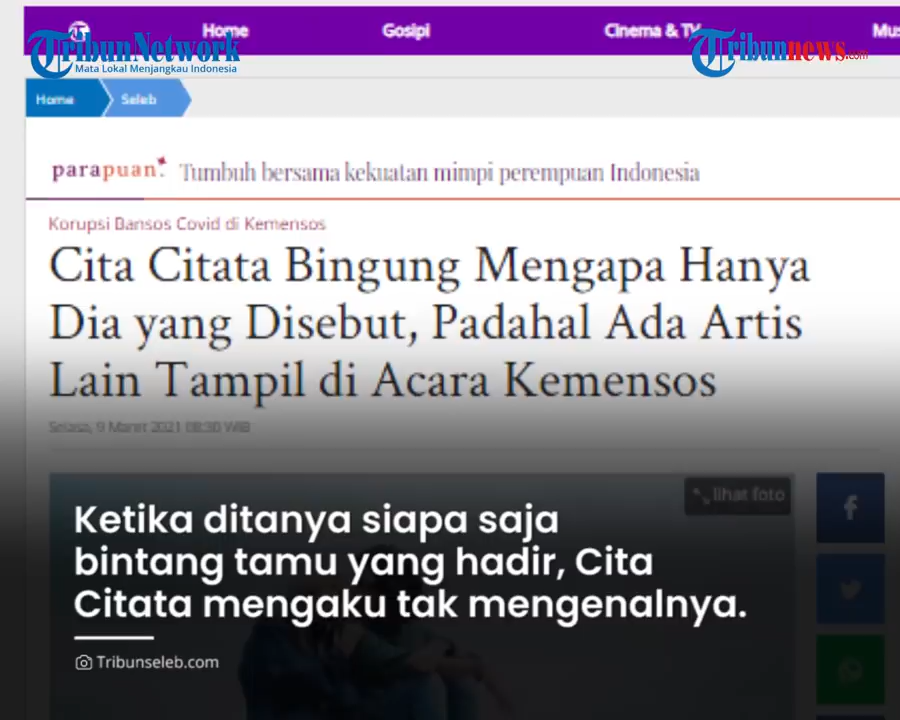 Home Gosipi Cinema & TV Mus
TribunNetwork
Mata Lokal Menjangkau Indonesia
Tribunnews.com
Home Seleb
parapuan. Tumbuh bersama kekuatan mimpi perempuan Indonesia
Korupsi Bansos Covid di Kemensos
Cita Citata Bingung Mengapa Hanya
Dia yang Disebut, Padahal Ada Artis
Lain Tampil di Acara Kemensos
Selasa, 9 Maret 2021 08:30 WIB
lihat foto
Ketika ditanya siapa saja
bintang tamu yang hadir, Cita
Citata mengaku tak mengenalnya.
Tribunseleb.com